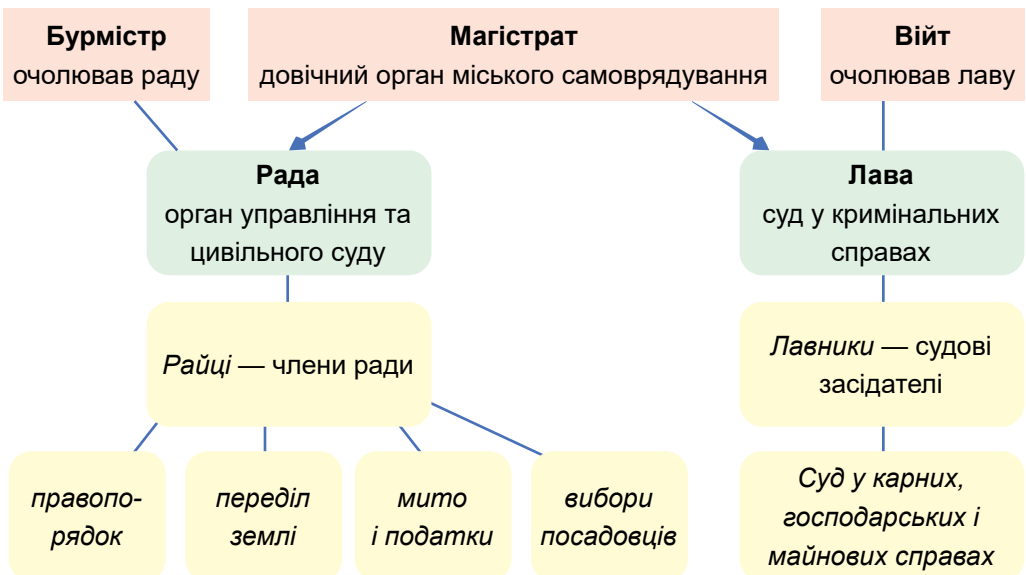 Бурмістр
очолював раду
Магістрат
довічний орган міського самоврядування
Війт
очолював лаву
Рада
орган управління та
цивільного суду
Лава
суд у кримінальних
справах
Райці — члени ради
Лавники — судові
засідателі
правопо-
рядок
переділ
землі
мито
і податки
вибори
посадовців
Суд у карних,
господарських і
майнових справах